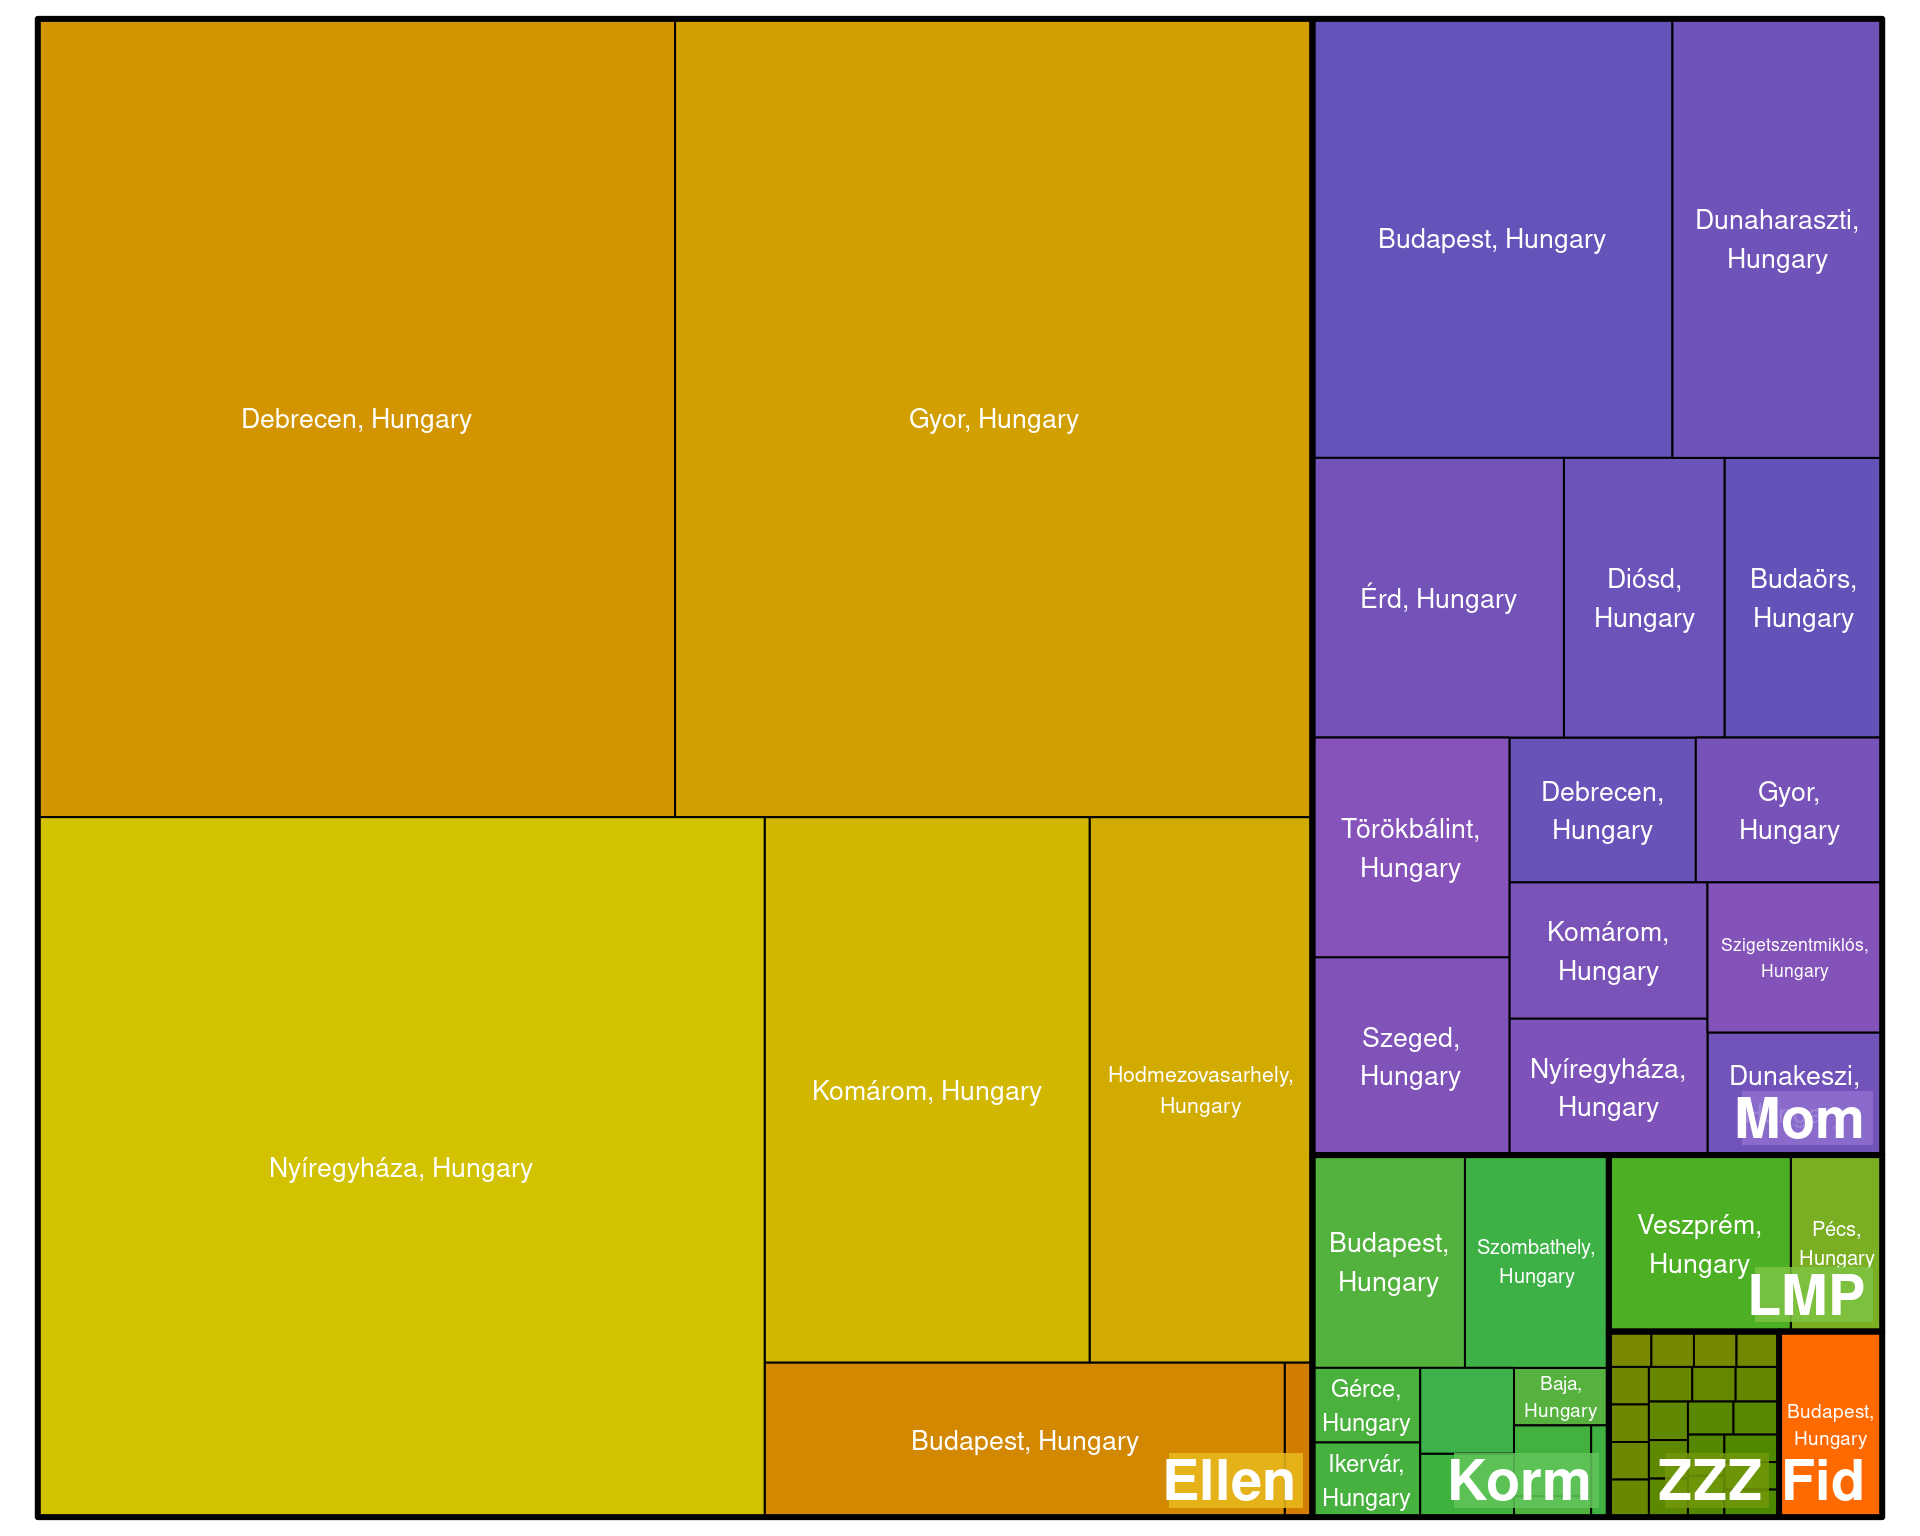 Debrecen, Hungary
Gyor, Hungary
Nyíregyháza, Hungary
Komárom, Hungary
Hodmezovasarhely,
Hungary
Budapest, Hungary
Ellen
Budapest, Hungary
Dunaharaszti,
Hungary
Érd, Hungary
Diósd,
Hungary
Budaörs,
Hungary
Törökbálint,
Hungary
Debrecen,
Hungary
Gyor,
Hungary
Komárom,
Hungary
Szigetszentmiklós,
Hungary
Szeged,
Hungary
Nyíregyháza,
Hungary
Dunakeszi,
Mom
Budapest,
Hungary
Szombathely,
Hungary
Gérce,
Hungary
Baja,
Hungary
Ikervár,
Hungary
Korm
Veszprém,
Hungary
Pécs,
Hungary
LMP
ZZZ
Budapest,
Hungary
Fid